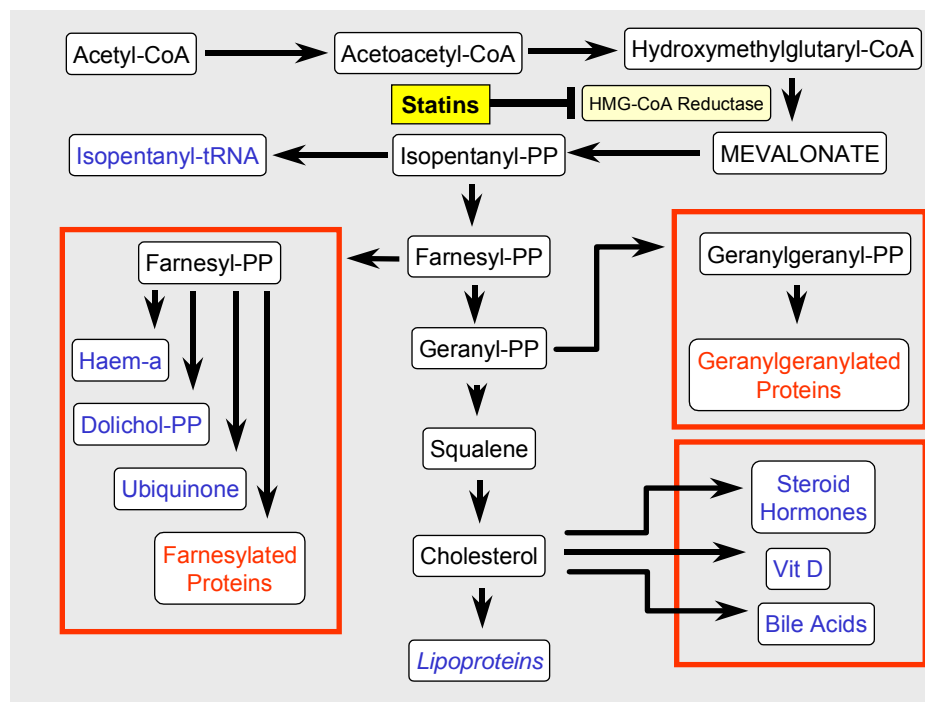 Acetyl-CoA
Acetoacetyl-CoA
Hydroxymethylglutaryl-CoA
Statins
HMG-CoA Reductase
Isopentanyl-tRNA
Isopentanyl-PP
MEVALONATE
Farnesyl-PP
Farnesyl-PP
Geranylgeranyl-PP
Haem-a
Geranyl-PP
Geranylgeranylated
Proteins
Dolichol-PP
Squalene
Ubiquinone
Steroid
Hormones
Farnesylated
Proteins
Cholesterol
Vit D
Bile Acids
Lipoproteins